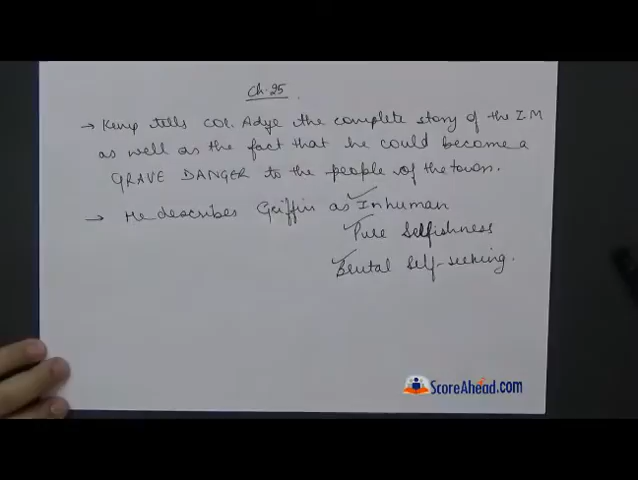 Ch. 25
→ Kemp tells COL. Adye the complete story of the I.M
as well as the fact that he could become a
GRAVE DANGER to the people of the town.
→ He describes Griffin as Inhuman
Pure Selfishness
Brutal Self-seeking.
ScoreAhead.com